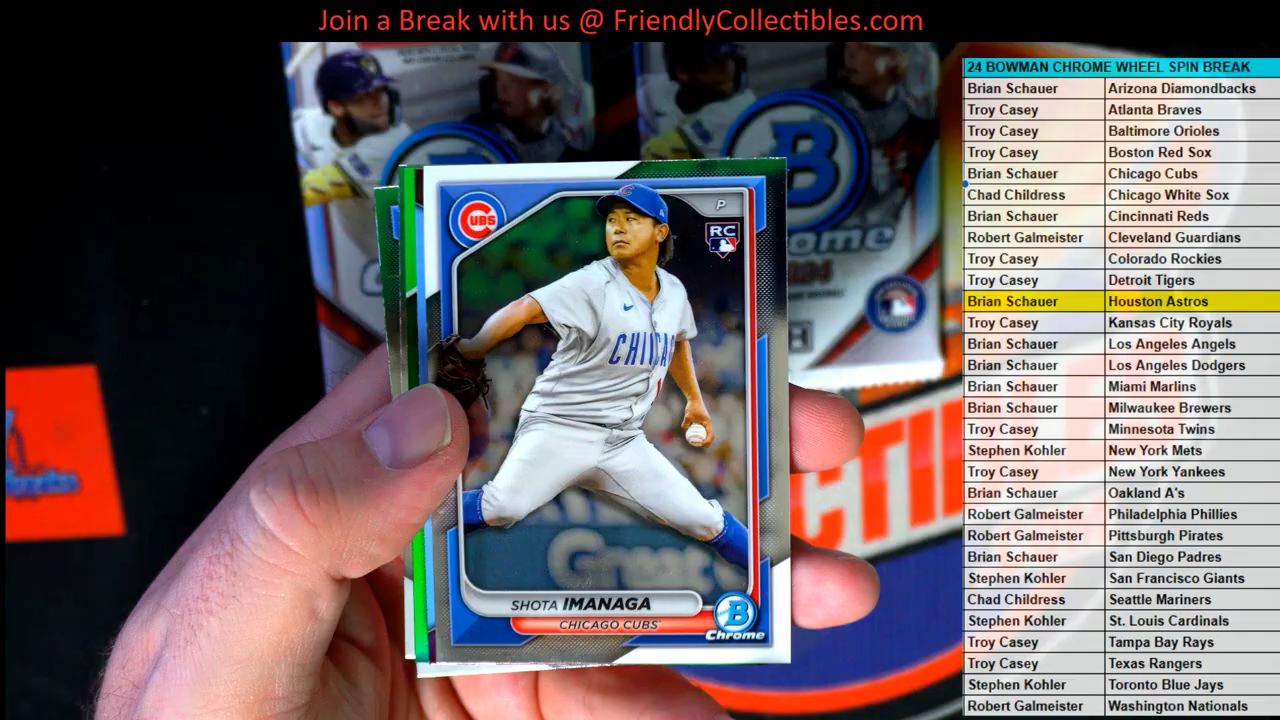 Join a Break with us @ FriendlyCollectibles.com
24 BOWMAN CHROME WHEEL SPIN BREAK
Brian Schauer Arizona Diamondbacks
Troy Casey Atlanta Braves
Troy Casey Baltimore Orioles
Troy Casey Boston Red Sox
Brian Schauer Chicago Cubs
Chad Childress Chicago White Sox
Brian Schauer Cincinnati Reds
Robert Galmeister Cleveland Guardians
Troy Casey Colorado Rockies
Troy Casey Detroit Tigers
Brian Schauer Houston Astros
Troy Casey Kansas City Royals
Brian Schauer Los Angeles Angels
Brian Schauer Los Angeles Dodgers
Brian Schauer Miami Marlins
Brian Schauer Milwaukee Brewers
Troy Casey Minnesota Twins
Stephen Kohler New York Mets
Troy Casey New York Yankees
Brian Schauer Oakland A's
Robert Galmeister Philadelphia Phillies
Robert Galmeister Pittsburgh Pirates
Brian Schauer San Diego Padres
Stephen Kohler San Francisco Giants
Chad Childress Seattle Mariners
Stephen Kohler St. Louis Cardinals
Troy Casey Tampa Bay Rays
Troy Casey Texas Rangers
Stephen Kohler Toronto Blue Jays
Robert Galmeister Washington Nationals
CUBS
P
RC
CHICA
SHOTA IMANAGA
CHICAGO CUBS
B
Chrome
B